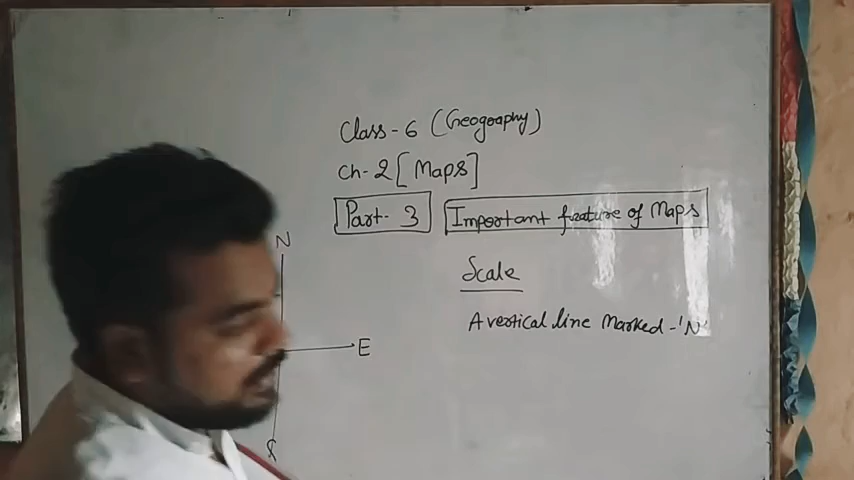 Class - 6 (Geography)
Ch - 2 [Maps]
Part - 3 Important feature of Maps
Scale
A vertical line Marked - 'N'
N
E
S